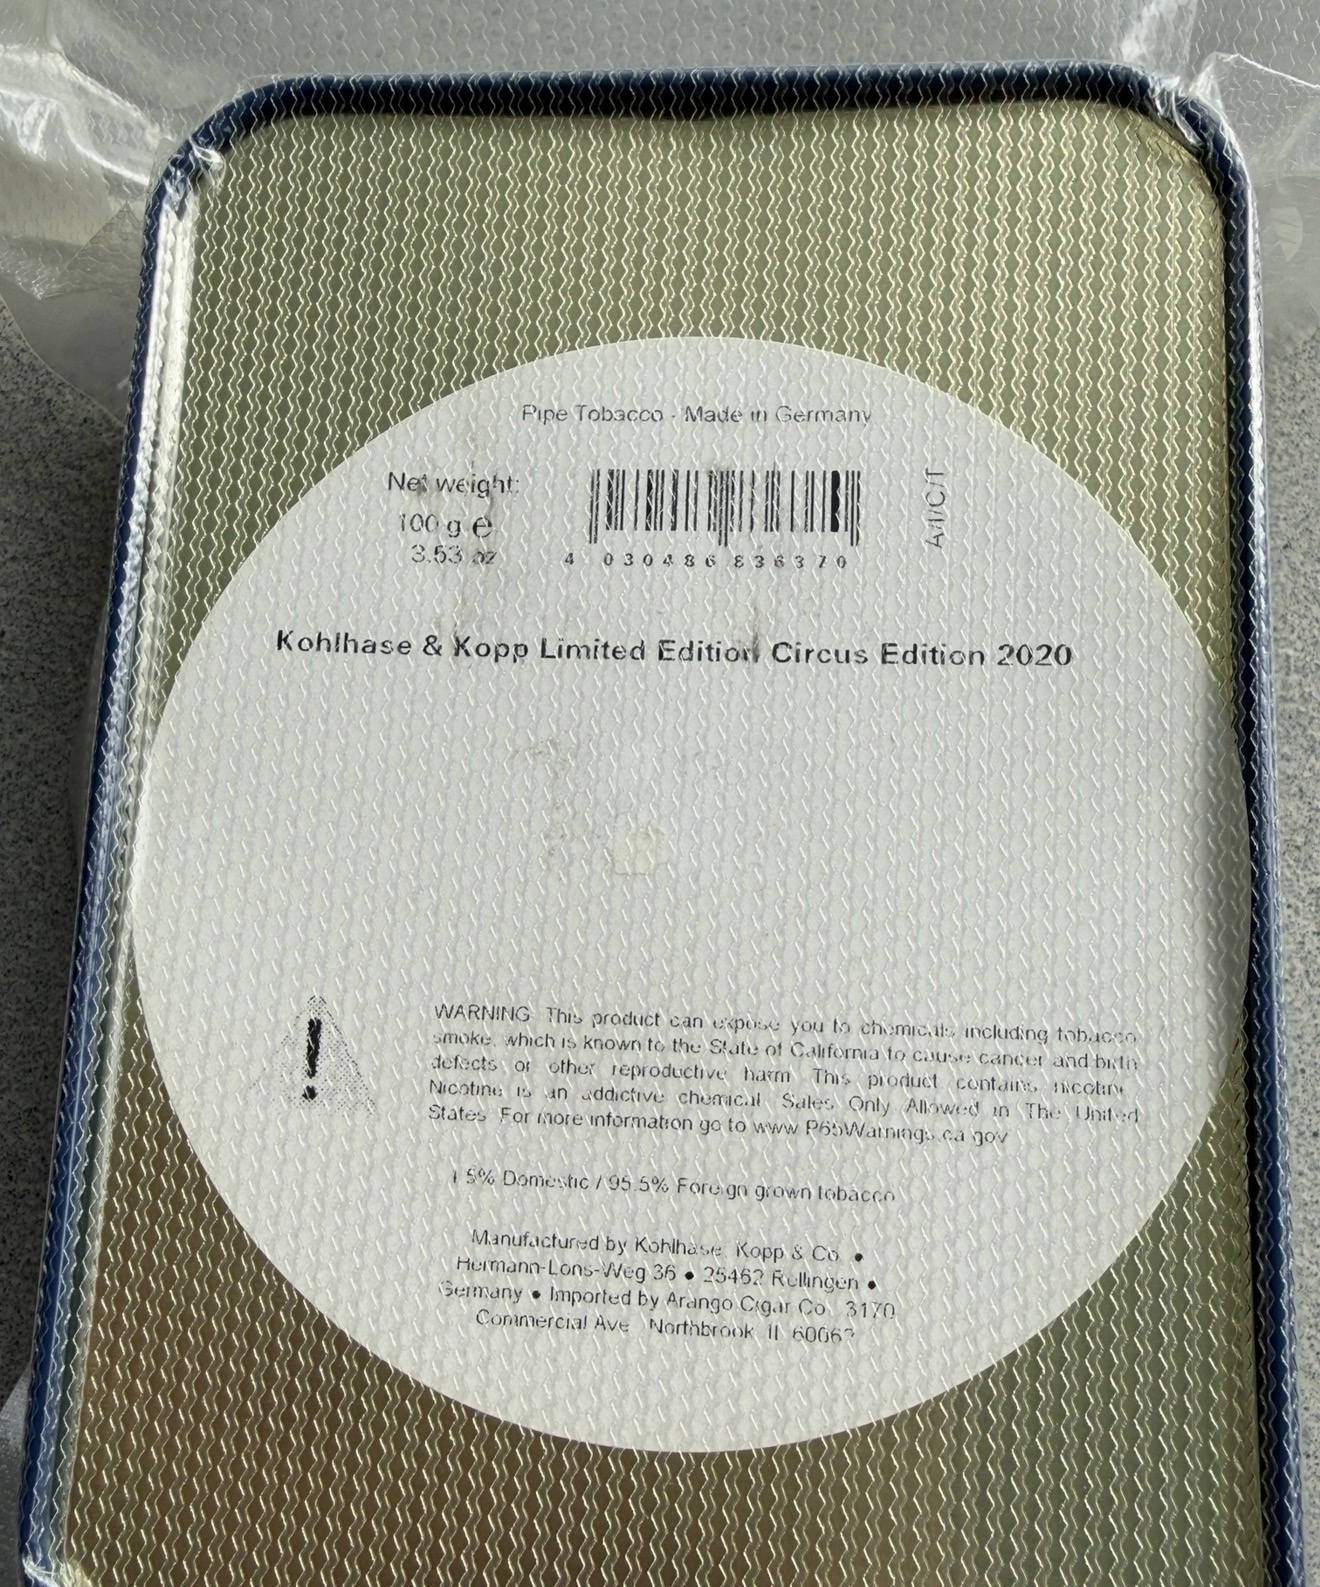 Pipe Tobacco - Made in Germany
Net weight:
100 g e
3.53 oz
4 030486 836370
A/I/C/T
Kohlhase & Kopp Limited Edition Circus Edition 2020
!
WARNING This product can expose you to chemicals, including tobacco
smoke, which is known to the State of California to cause cancer and birth
defects or other reproductive harm This product contains nicotine
Nicotine is an addictive chemical Sales Only Allowed in The United
States For more information go to www P65Warnings.ca gov
5% Domestic / 95.5% Foreign grown tobacco
Manufactured by Kohlhase, Kopp & Co •
Hermann-Lons-Weg 36 • 25462 Rellingen •
Germany • Imported by Arango Cigar Co 3170
Commercial Ave Northbrook IL